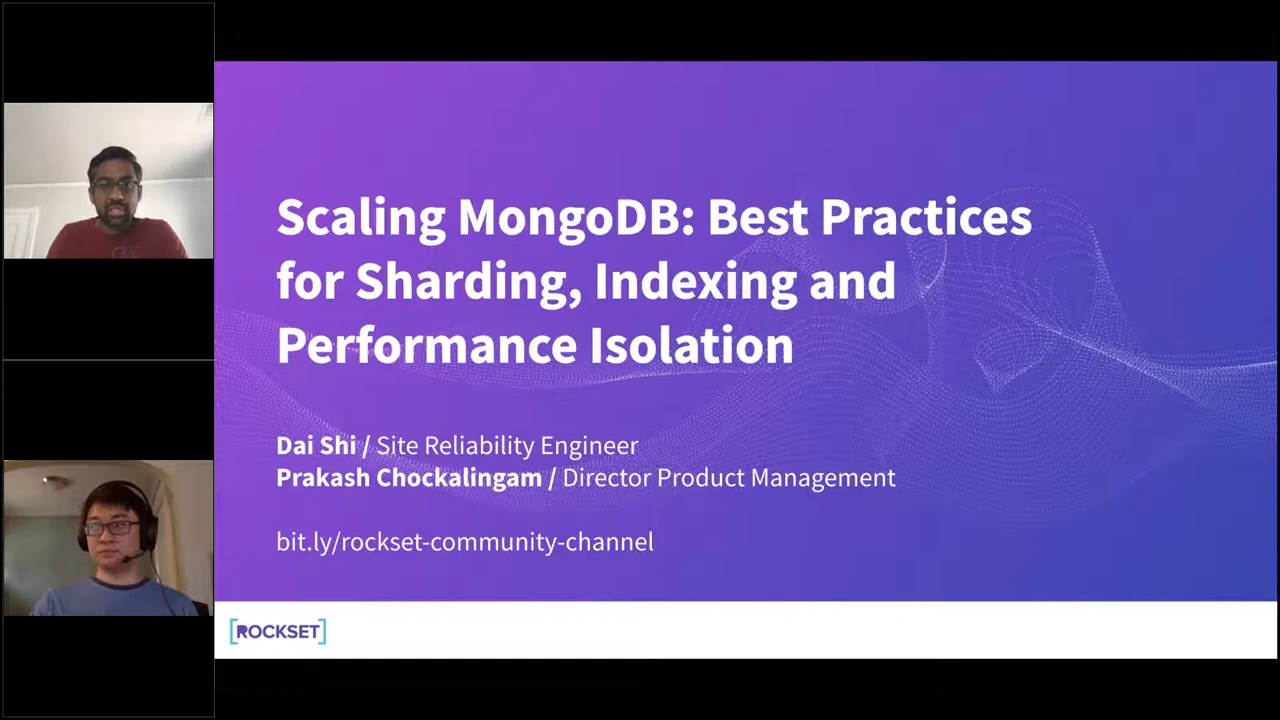 Scaling MongoDB: Best Practices
for Sharding, Indexing and
Performance Isolation
Dai Shi / Site Reliability Engineer
Prakash Chockalingam / Director Product Management
bit.ly/rockset-community-channel
[ROCKSET]